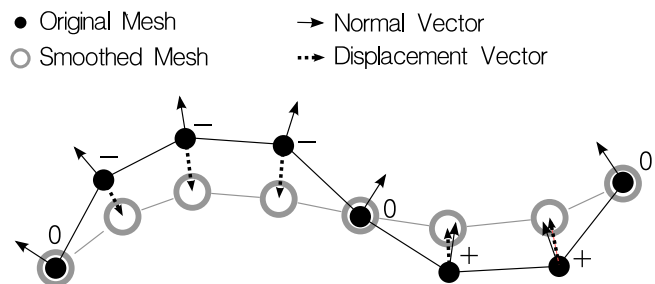 Original Mesh
Normal Vector
Smoothed Mesh
Displacement Vector
0
−
−
−
0
+
+
0